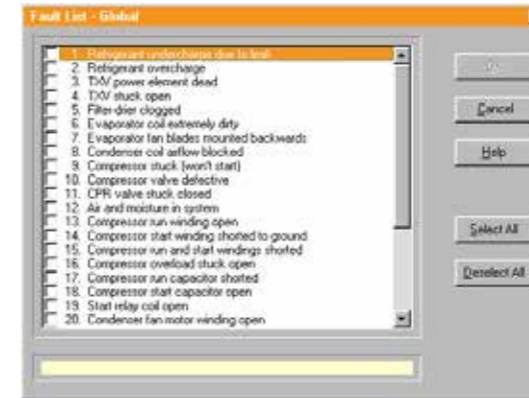 Fault List - Global
1. Refrigerant undercharge due to leak
2. Refrigerant overcharge
3. TXV power element dead
4. TXV stuck open
5. Filter-drier clogged
6. Evaporator coil extremely dirty
7. Evaporator fan blades mounted backwards
8. Condenser coil airflow blocked
9. Compressor stuck (won't start)
10. Compressor valve defective
11. CPR valve stuck closed
12. Air and moisture in system
13. Compressor run winding open
14. Compressor start winding shorted to ground
15. Compressor run and start windings shorted
16. Compressor overload stuck open
17. Compressor run capacitor shorted
18. Compressor start capacitor open
19. Start relay coil open
20. Condenser fan motor winding open
Cancel
Help
Select All
Deselect All